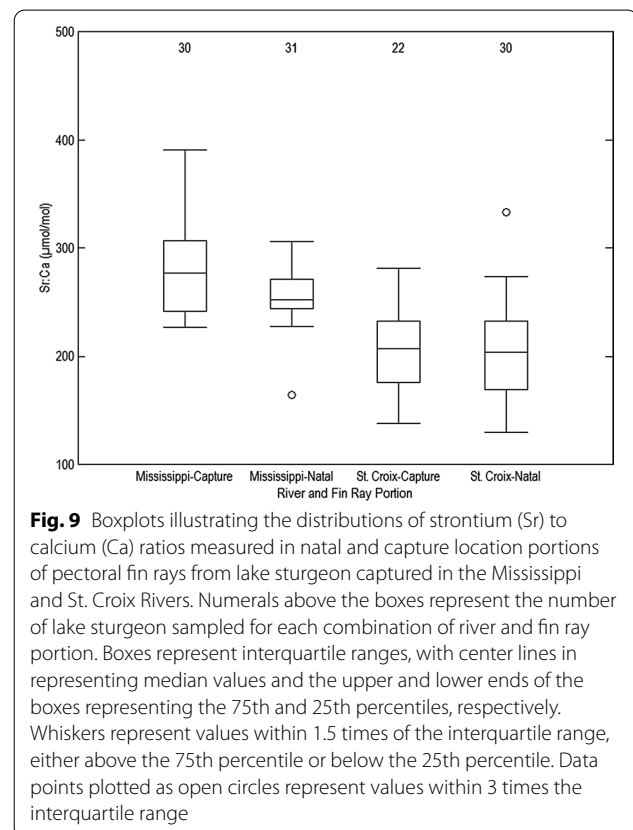 500
30 31 22 30
400
300
200
100
Sr:Ca (μmol/mol)
Mississippi-Capture Mississippi-Natal St. Croix-Capture St. Croix-Natal
River and Fin Ray Portion
Fig. 9 Boxplots illustrating the distributions of strontium (Sr) to
calcium (Ca) ratios measured in natal and capture location portions
of pectoral fin rays from lake sturgeon captured in the Mississippi
and St. Croix Rivers. Numerals above the boxes represent the number
of lake sturgeon sampled for each combination of river and fin ray
portion. Boxes represent interquartile ranges, with center lines in
representing median values and the upper and lower ends of the
boxes representing the 75th and 25th percentiles, respectively.
Whiskers represent values within 1.5 times of the interquartile range,
either above the 75th percentile or below the 25th percentile. Data
points plotted as open circles represent values within 3 times the
interquartile range